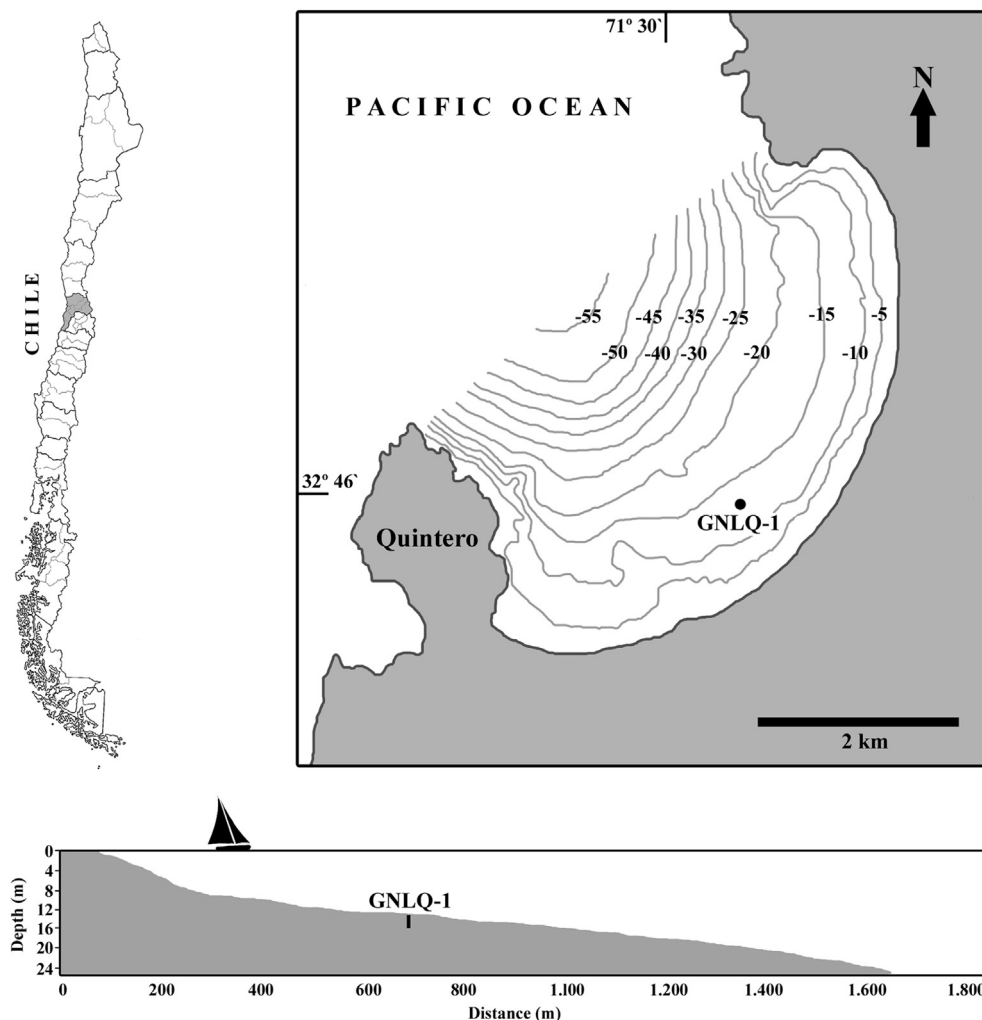 71º 30`
N
PACIFIC OCEAN
CHILE
-55 -45 -35 -25 -15 -5
-50 -40 -30 -20 -10
32º 46`
GNLQ-1
Quintero
2 km
GNLQ-1
Depth (m)
0
4
8
12
16
20
24
0 200 400 600 800 1.000 1.200 1.400 1.600 1.800
Distance (m)